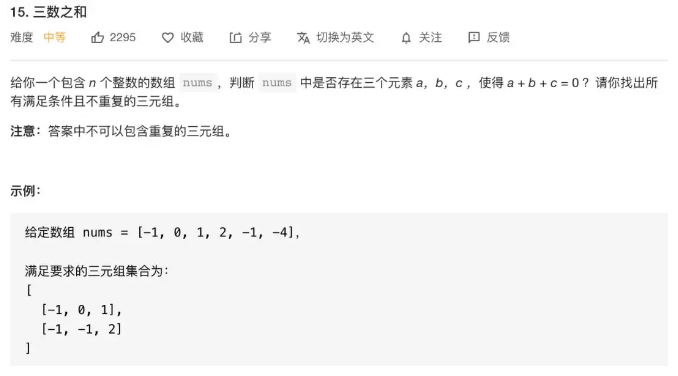 15. 三数之和
难度 中等 2295 收藏 分享 切换为英文 关注 反馈
给你一个包含 n 个整数的数组 nums，判断 nums 中是否存在三个元素 a，b，c ，使得 a + b + c = 0 ？请你找出所
有满足条件且不重复的三元组。
注意：答案中不可以包含重复的三元组。
示例：
给定数组 nums = [-1, 0, 1, 2, -1, -4]，
满足要求的三元组集合为：
[
[-1, 0, 1],
[-1, -1, 2]
]